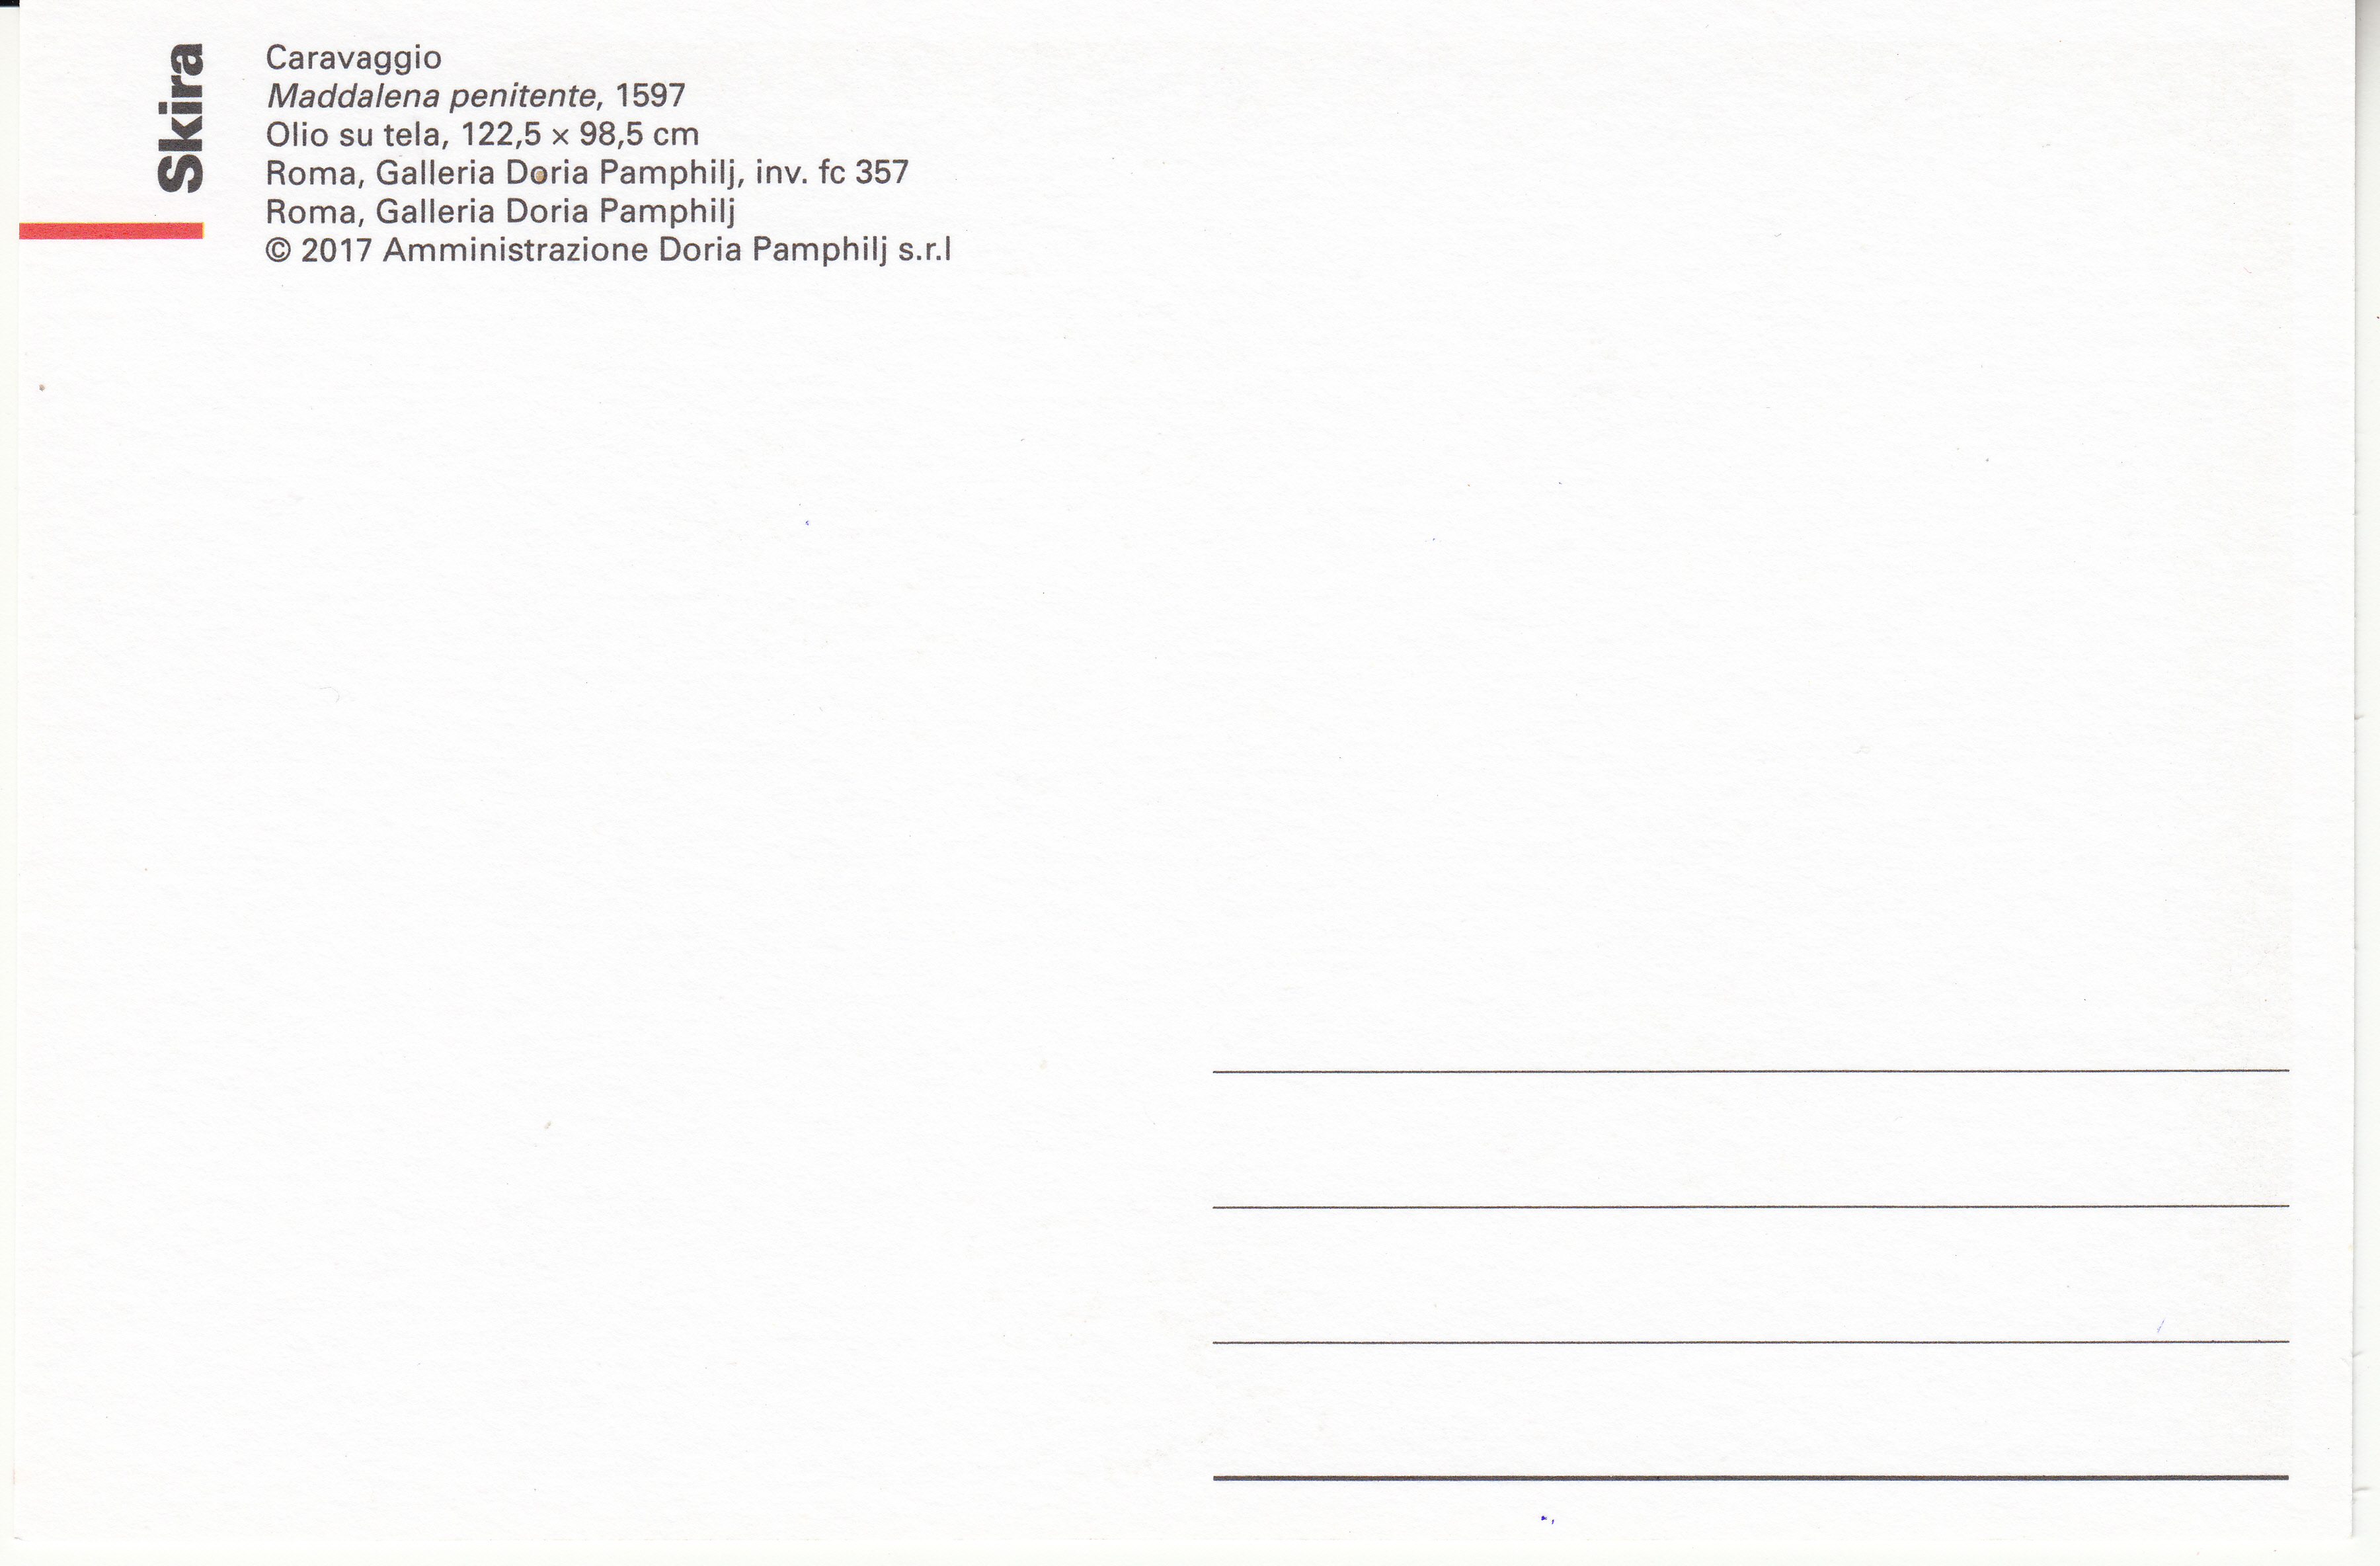 Skira
Caravaggio
Maddalena penitente, 1597
Olio su tela, 122,5 × 98,5 cm
Roma, Galleria Doria Pamphilj, inv. fc 357
Roma, Galleria Doria Pamphilj
© 2017 Amministrazione Doria Pamphilj s.r.l